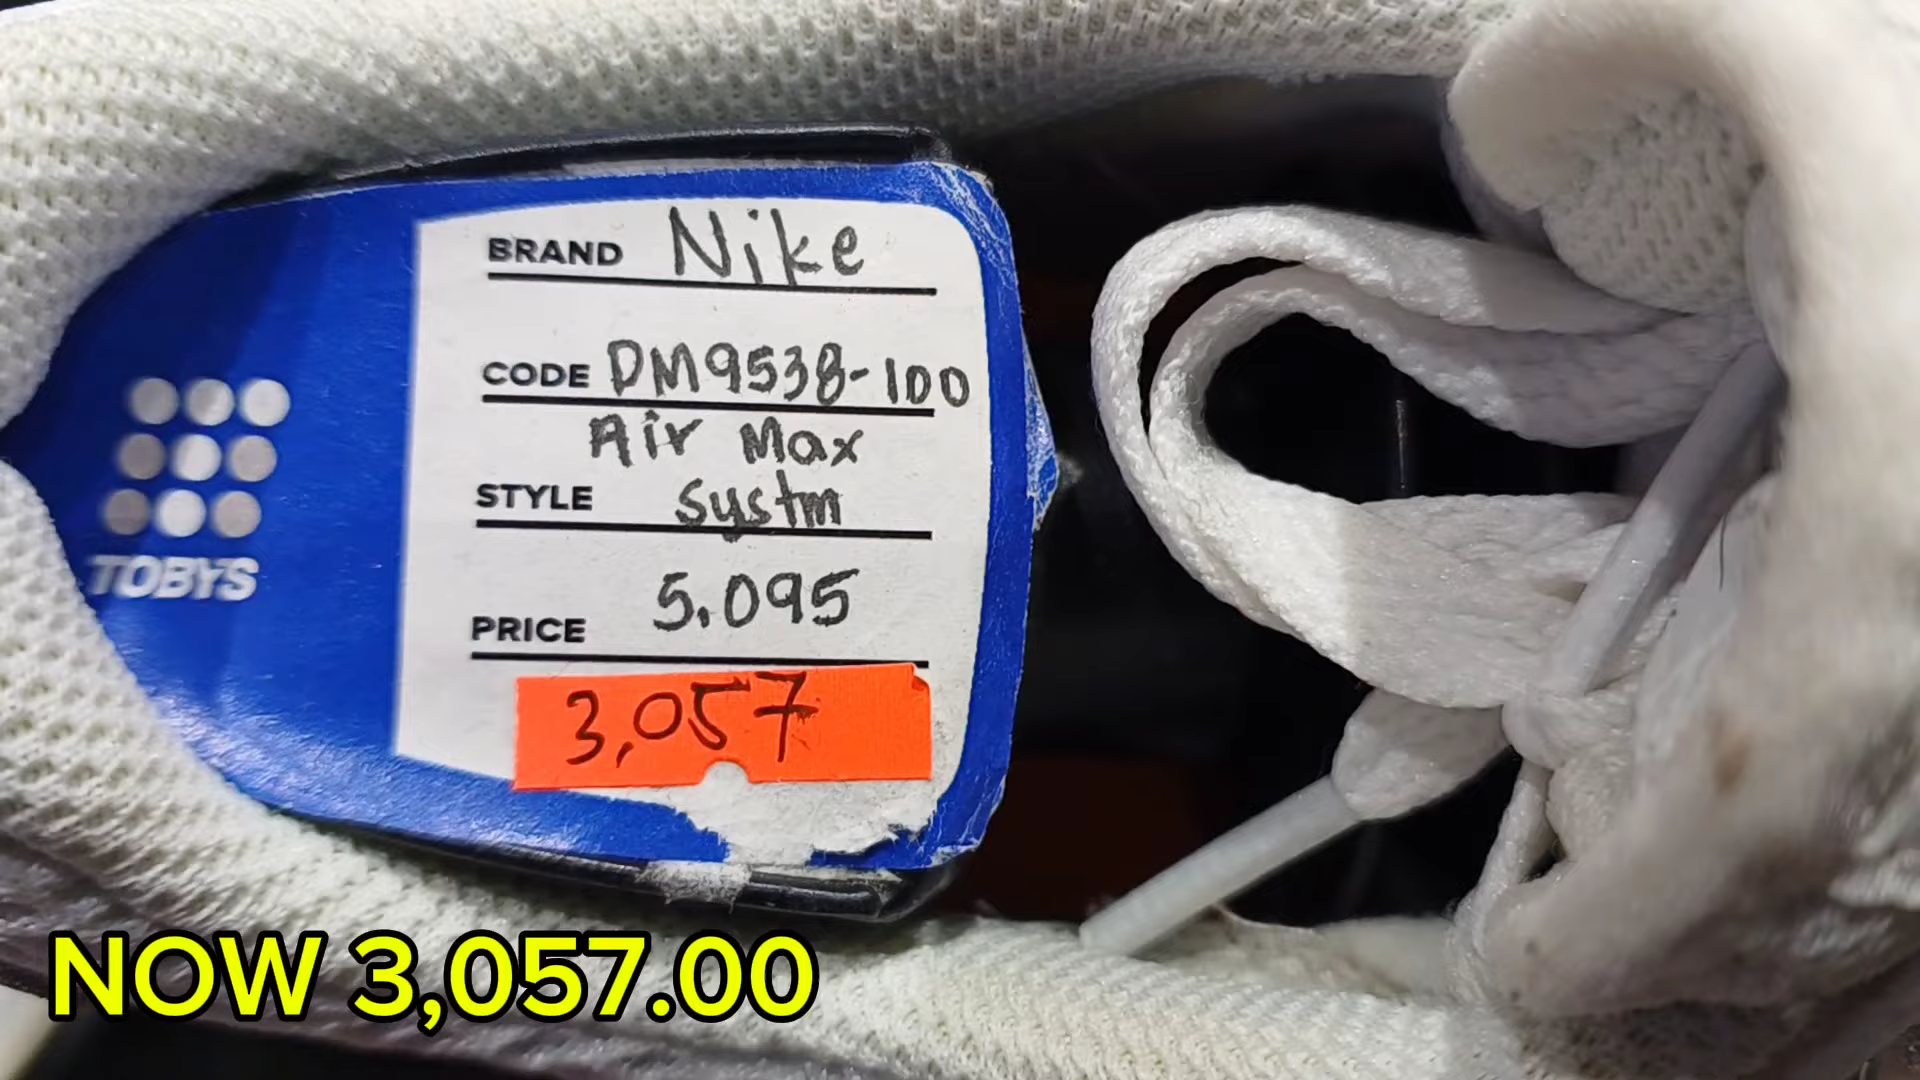 BRAND Nike
CODE DM9538-100
Air Max
STYLE Systm
PRICE 5.095
3,057
TOBYS
NOW 3,057.00